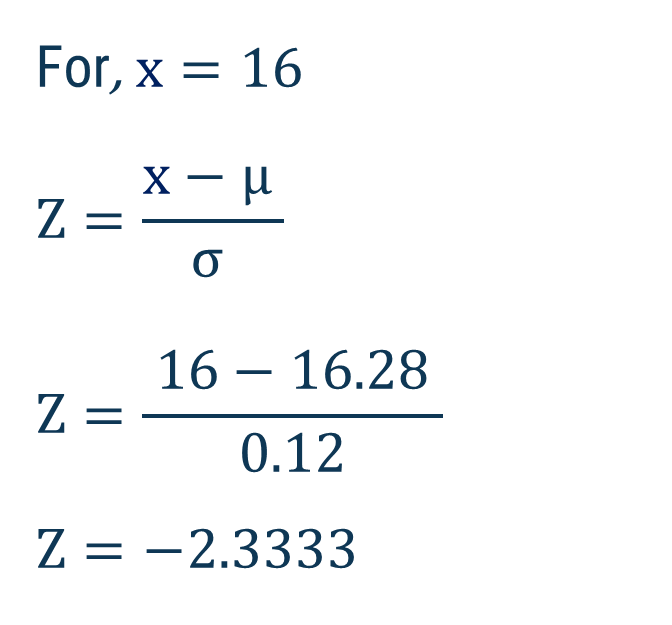 For, x = 16
Z = (x − μ)/σ
Z = (16 − 16.28)/0.12
Z = −2.3333